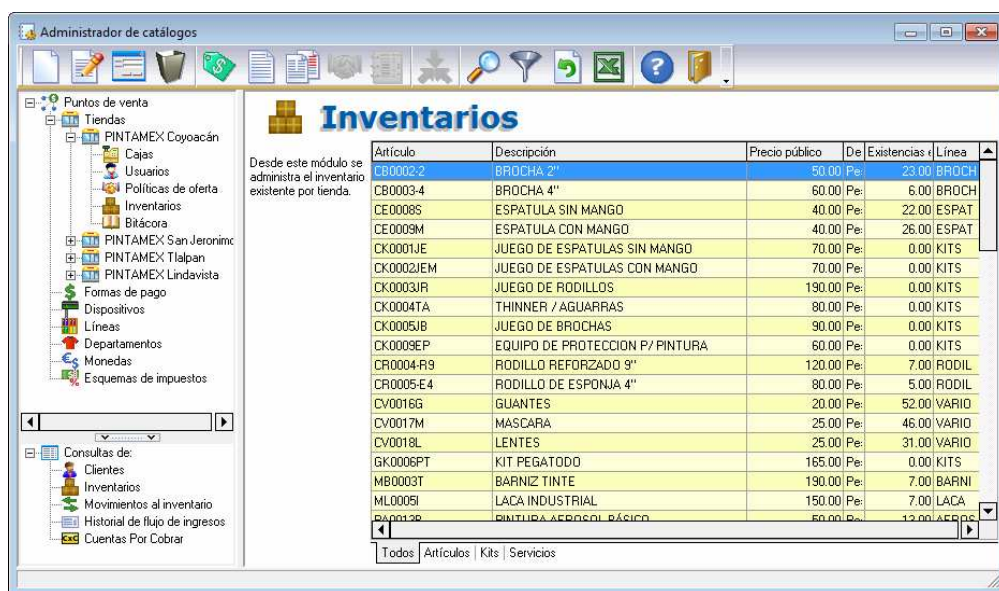 Administrador de catálogos
Puntos de venta
Tiendas
PINTAMEX Coyoacán
Cajas
Usuarios
Políticas de oferta
Inventarios
Bitácora
PINTAMEX San Jeronimo
PINTAMEX Tlalpan
PINTAMEX Lindavista
Formas de pago
Dispositivos
Líneas
Departamentos
Monedas
Esquemas de impuestos
Consultas de:
Clientes
Inventarios
Movimientos al inventario
Historial de flujo de ingresos
CxC Cuentas Por Cobrar
Inventarios
Desde este módulo se
administra el inventario
existente por tienda.
Artículo Descripción Precio público De Existencias e Línea
CB0002-2 BROCHA 2" 50.00 Pe: 23.00 BROCH
CB0003-4 BROCHA 4" 60.00 Pe: 6.00 BROCH
CE0008S ESPATULA SIN MANGO 40.00 Pe: 22.00 ESPAT
CE0009M ESPATULA CON MANGO 40.00 Pe: 26.00 ESPAT
CK0001JE JUEGO DE ESPATULAS SIN MANGO 70.00 Pe: 0.00 KITS
CK0002JEM JUEGO DE ESPATULAS CON MANGO 70.00 Pe: 0.00 KITS
CK0003JR JUEGO DE RODILLOS 190.00 Pe: 0.00 KITS
CK0004TA THINNER / AGUARRAS 80.00 Pe: 0.00 KITS
CK0005JB JUEGO DE BROCHAS 90.00 Pe: 0.00 KITS
CK0009EP EQUIPO DE PROTECCION P/ PINTURA 60.00 Pe: 0.00 KITS
CR0004-R9 RODILLO REFORZADO 9" 120.00 Pe: 7.00 RODIL
CR0005-E4 RODILLO DE ESPONJA 4" 80.00 Pe: 5.00 RODIL
CV0016G GUANTES 20.00 Pe: 52.00 VARIO
CV0017M MASCARA 25.00 Pe: 46.00 VARIO
CV0018L LENTES 25.00 Pe: 31.00 VARIO
GK0006PT KIT PEGATODO 165.00 Pe: 0.00 KITS
MB0003T BARNIZ TINTE 190.00 Pe: 7.00 BARNI
ML0005I LACA INDUSTRIAL 150.00 Pe: 7.00 LACA
PA0012B PINTURA AEROSOL BÁSICO 50.00 Pe: 12.00 AEROS
Todos Artículos Kits Servicios